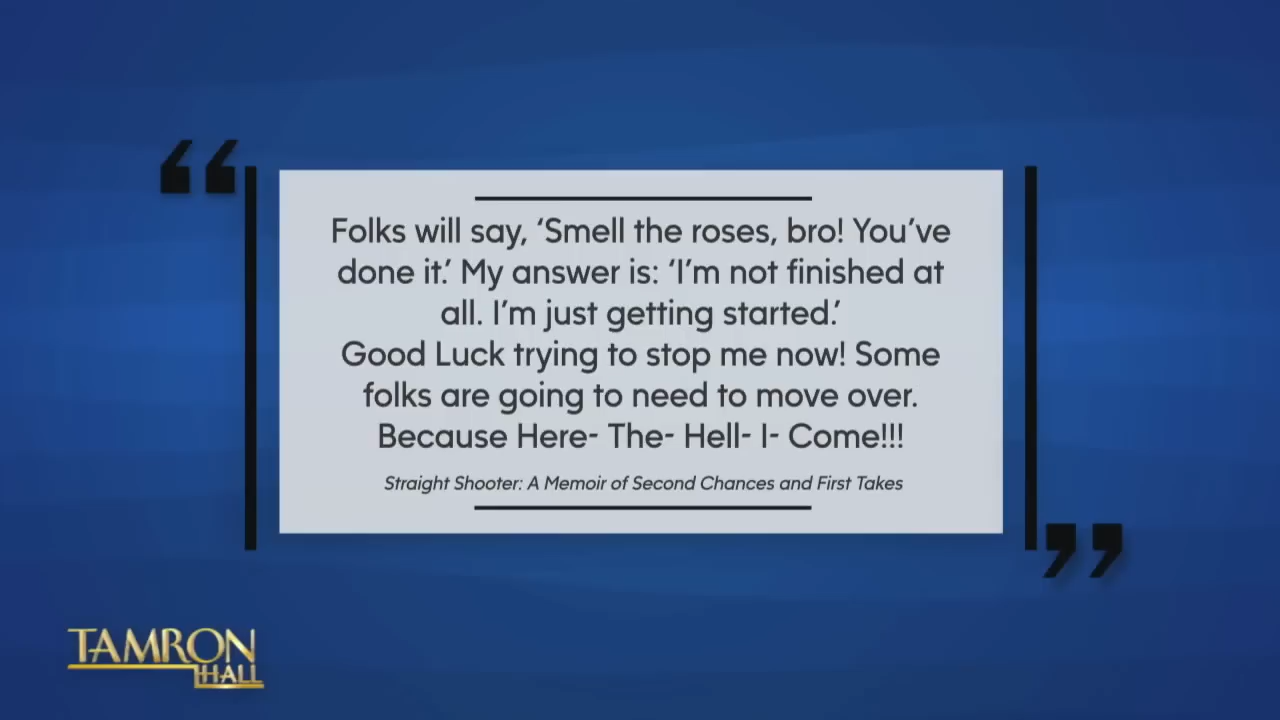 “
Folks will say, ‘Smell the roses, bro! You’ve
done it.’ My answer is: ‘I’m not finished at
all. I’m just getting started.’
Good Luck trying to stop me now! Some
folks are going to need to move over.
Because Here- The- Hell- I- Come!!!
Straight Shooter: A Memoir of Second Chances and First Takes
”
TAMRON
HALL